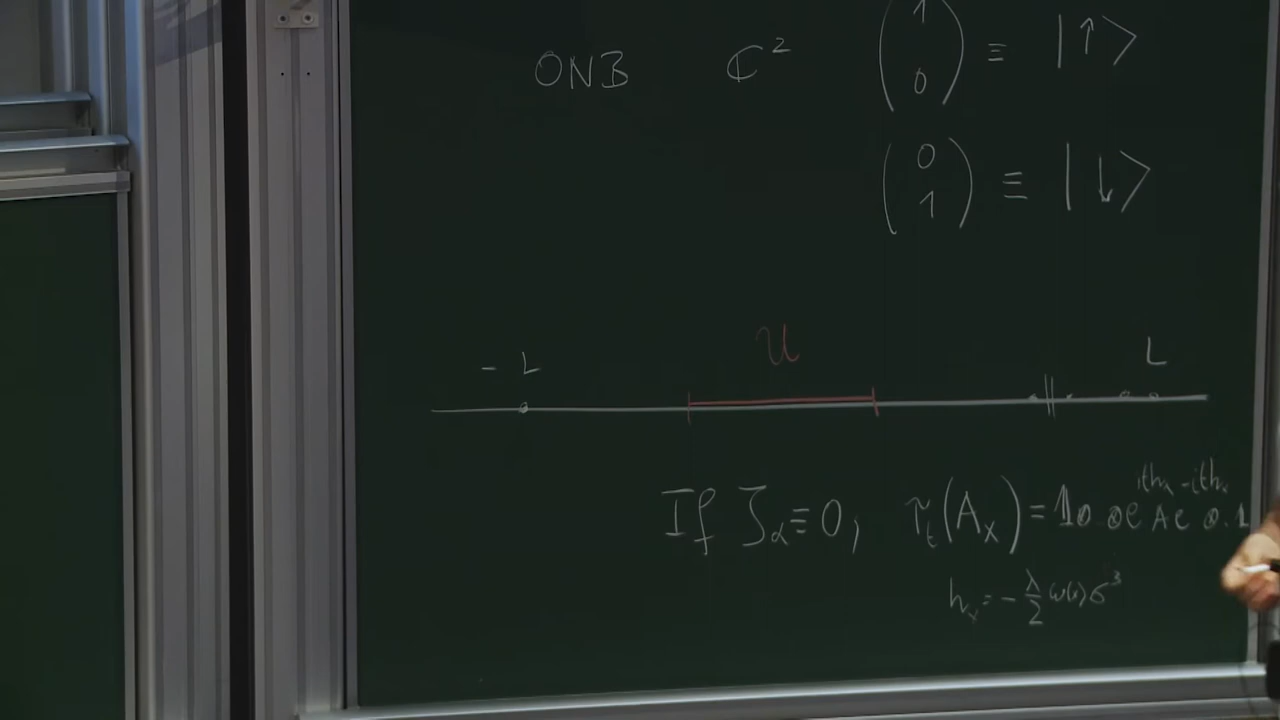 ONB ℂ² (1 0) ≡ |↑⟩
(0 1) ≡ |↓⟩
U
- L L
If J_α ≡ 0, τ_t(A_x) = 1⊗ ⊗ e^{ith_x} A e^{-ith_x} ⊗ . 1
h_x = - λ/2 ω(x) σ³